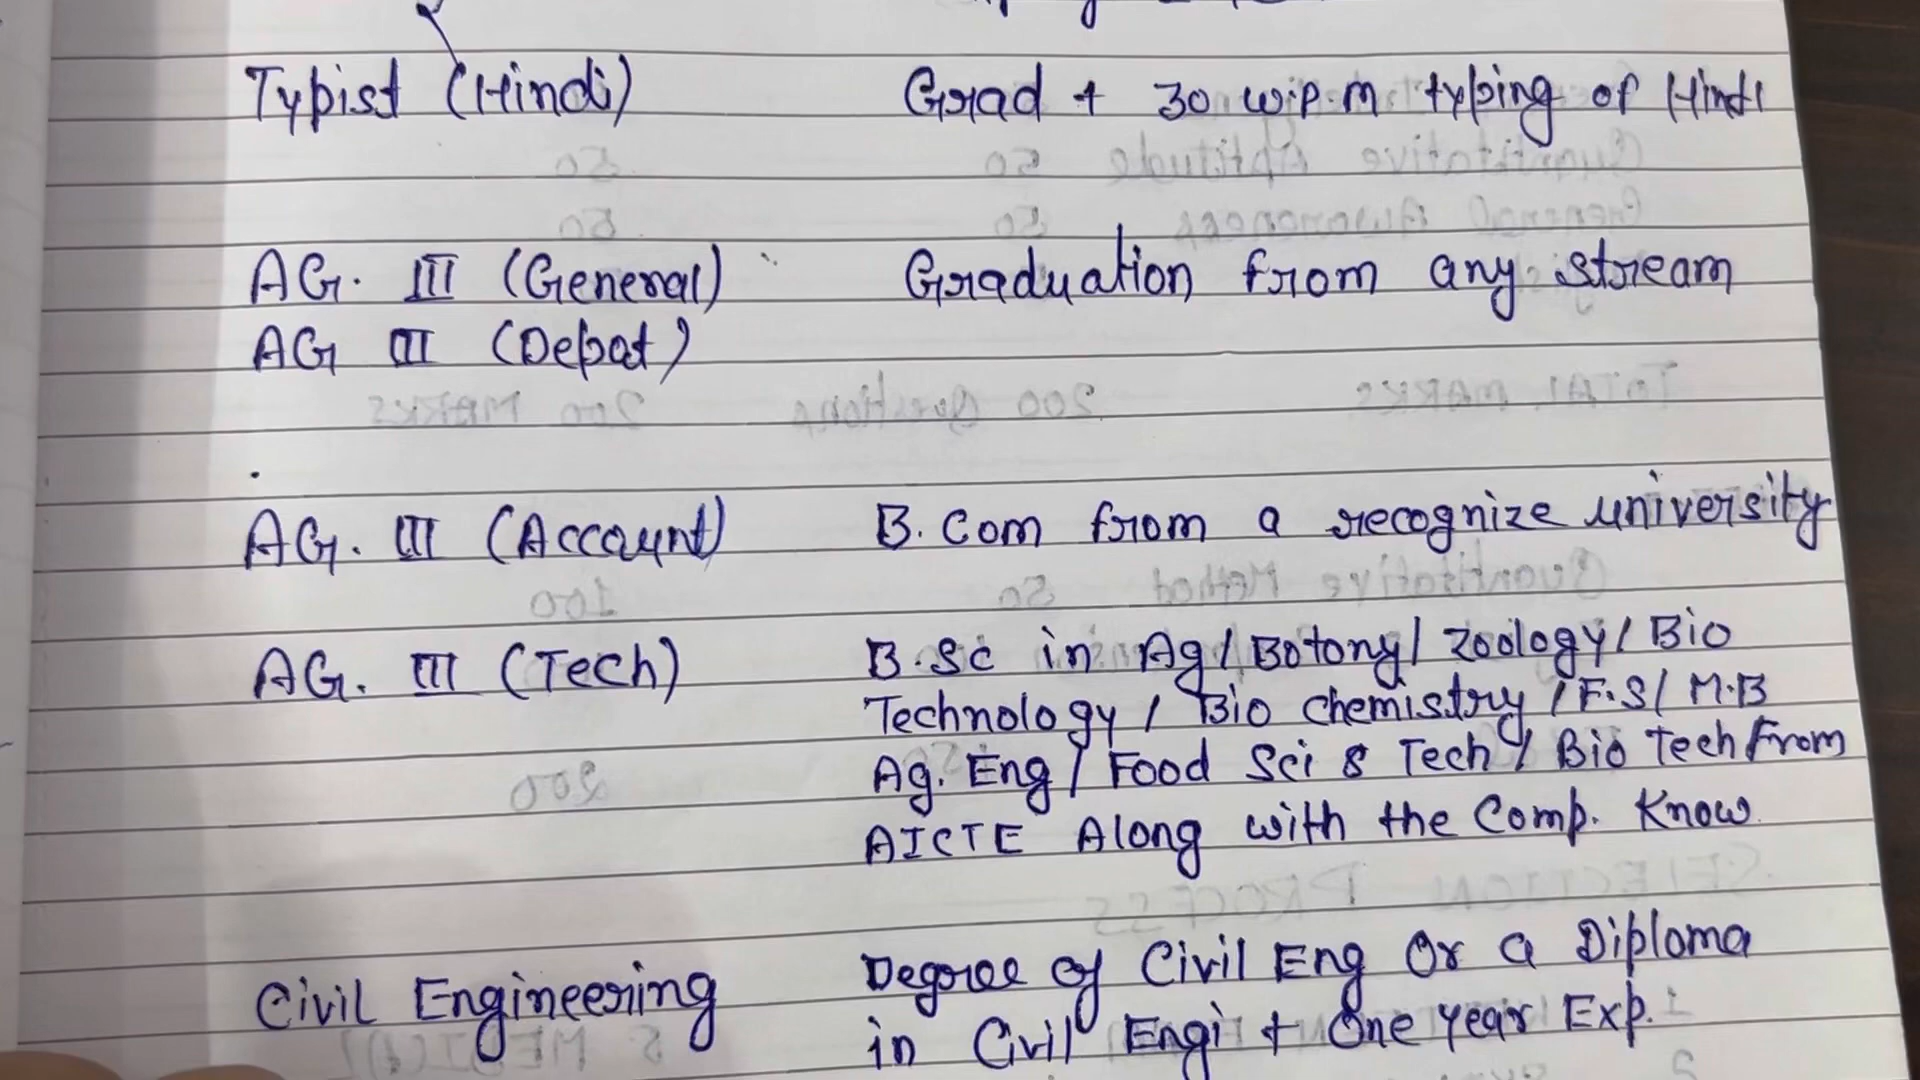 Typist (Hindi) Grad + 30 w.p.m typing of Hindi
AG. III (General) Graduation from any stream
AG III (Depot)
AG. III (Account) B. Com from a recognize university
AG. III (Tech) B.Sc in Ag / Botony / Zoology / Bio
Technology / Bio chemistry / F.S / M.B
Ag. Eng / Food Sci & Tech / Bio Tech From
AICTE Along with the Comp. Know
Civil Engineering Degree of Civil Eng Or a Diploma
in Civil Engi + One year Exp.